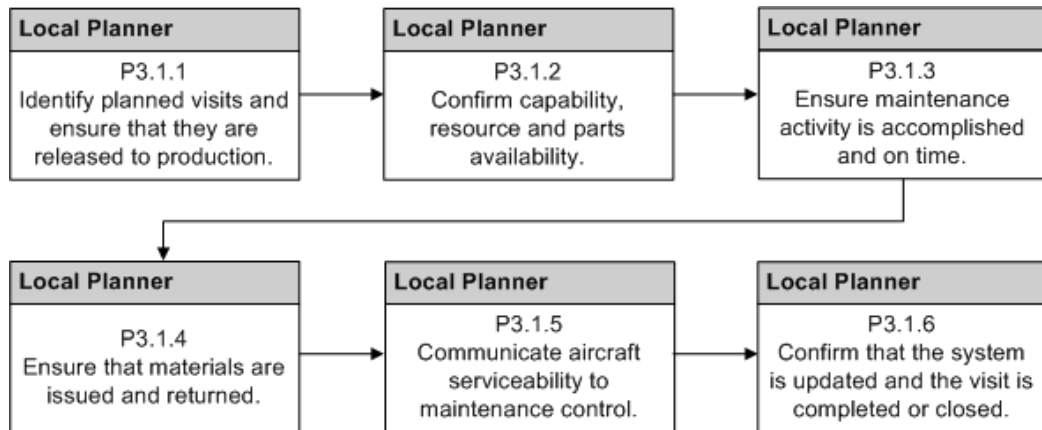 Local Planner
P3.1.1
Identify planned visits and
ensure that they are
released to production.
Local Planner
P3.1.2
Confirm capability,
resource and parts
availability.
Local Planner
P3.1.3
Ensure maintenance
activity is accomplished
and on time.
Local Planner
P3.1.4
Ensure that materials are
issued and returned.
Local Planner
P3.1.5
Communicate aircraft
serviceability to
maintenance control.
Local Planner
P3.1.6
Confirm that the system
is updated and the visit is
completed or closed.